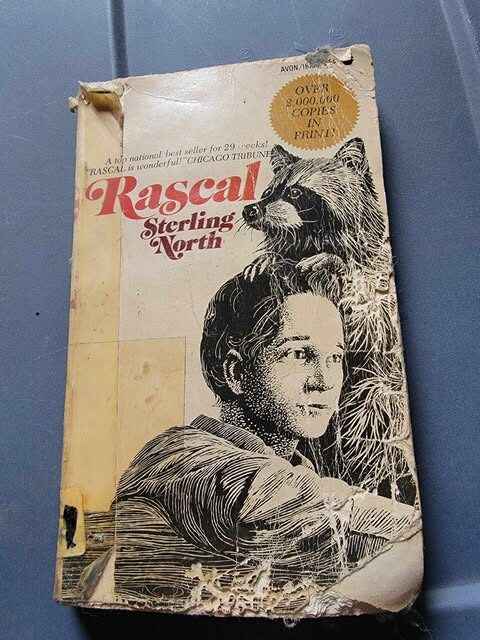 AVON/
OVER
2,000,000
COPIES
IN
PRINT!
A top national best seller for 29 weeks!
"RASCAL is wonderful!" CHICAGO TRIBUNE
Rascal
Sterling
North